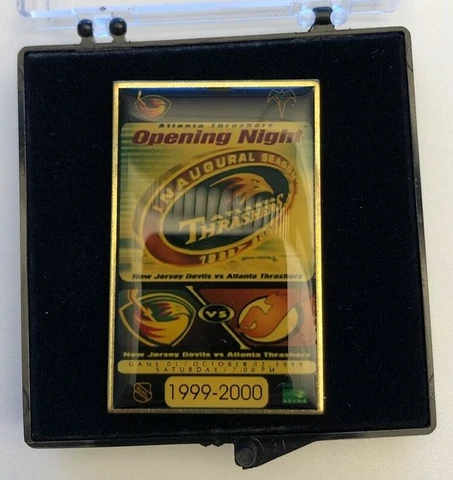 Atlanta Thrashers
Opening Night
INAUGURAL SEASON
THRASHERS
New Jersey Devils vs Atlanta Thrashers
VS
New Jersey Devils vs Atlanta Thrashers
GAME 01 / OCTOBER 02, 1999
SATURDAY / 7:00 PM
NHL
1999-2000